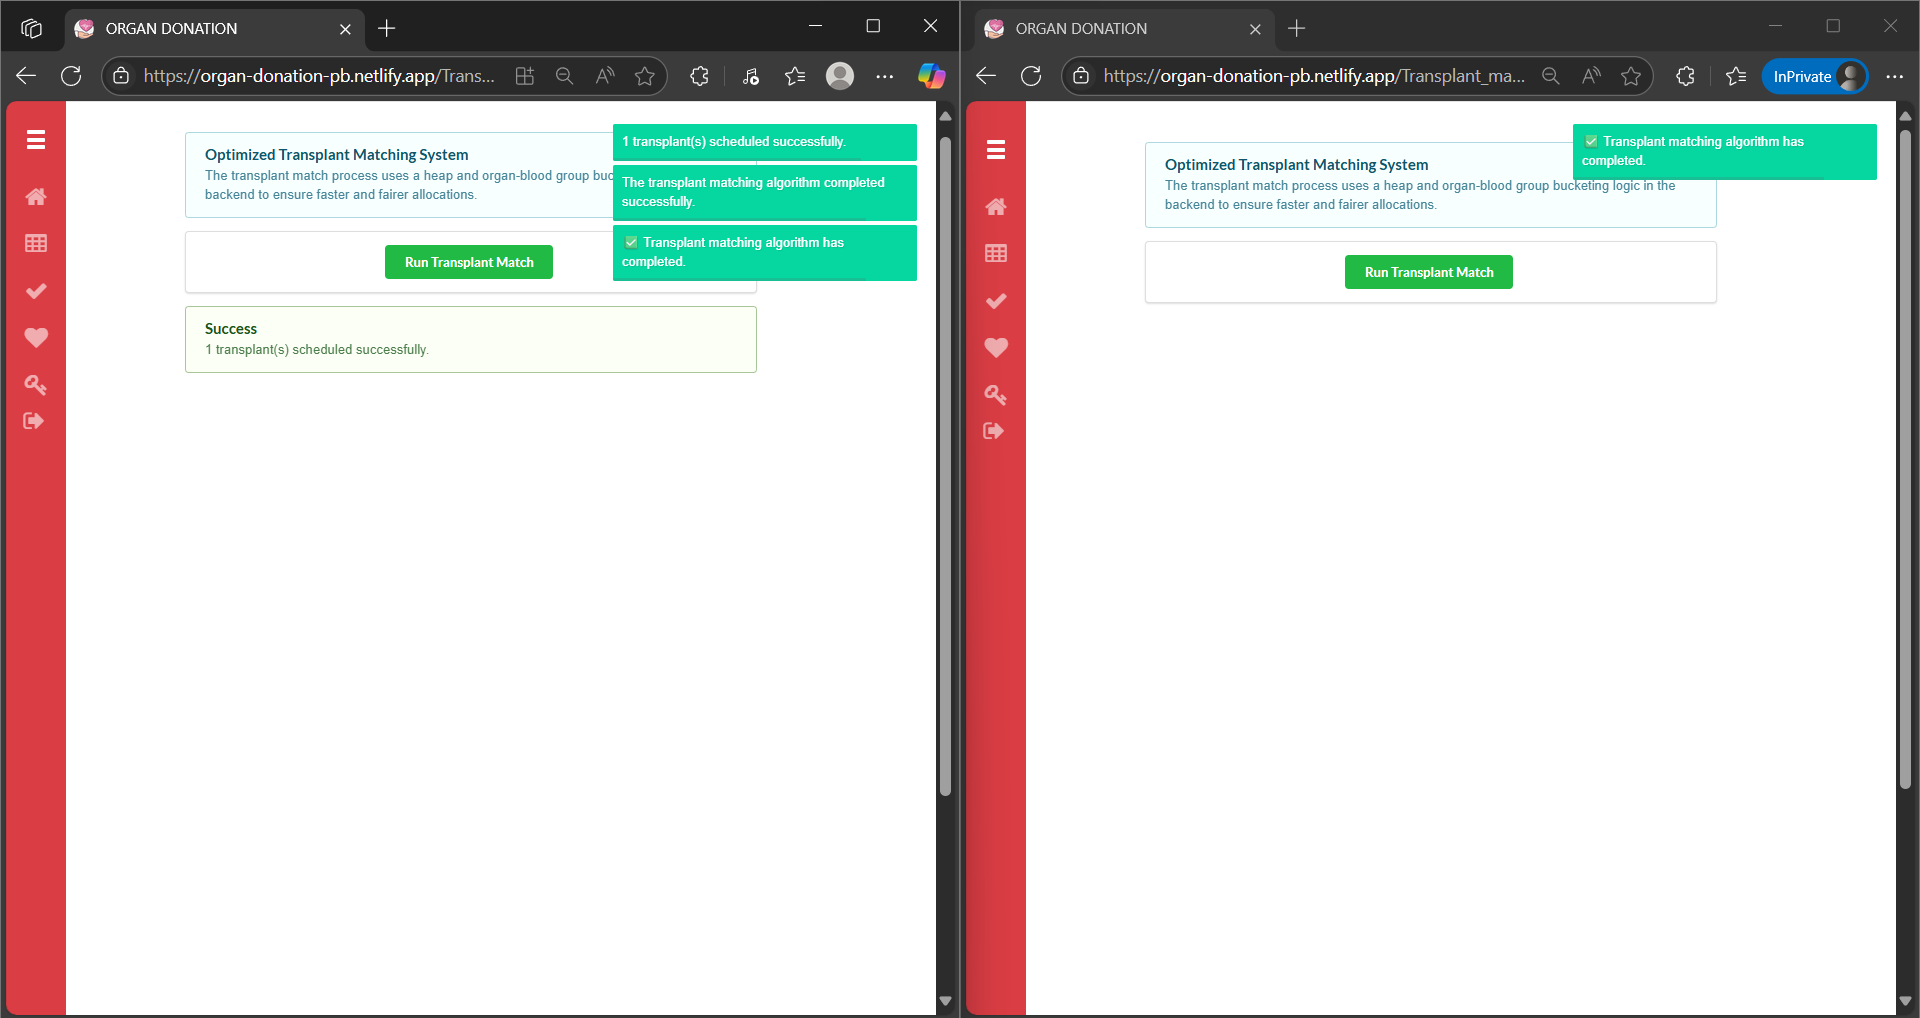 ORGAN DONATION
https://organ-donation-pb.netlify.app/Trans...
Optimized Transplant Matching System
The transplant match process uses a heap and organ-blood group buc
backend to ensure faster and fairer allocations.
1 transplant(s) scheduled successfully.
The transplant matching algorithm completed
successfully.
✅ Transplant matching algorithm has
completed.
Run Transplant Match
Success
1 transplant(s) scheduled successfully.
ORGAN DONATION
https://organ-donation-pb.netlify.app/Transplant_ma...
InPrivate
✅ Transplant matching algorithm has
completed.
Optimized Transplant Matching System
The transplant match process uses a heap and organ-blood group bucketing logic in the
backend to ensure faster and fairer allocations.
Run Transplant Match